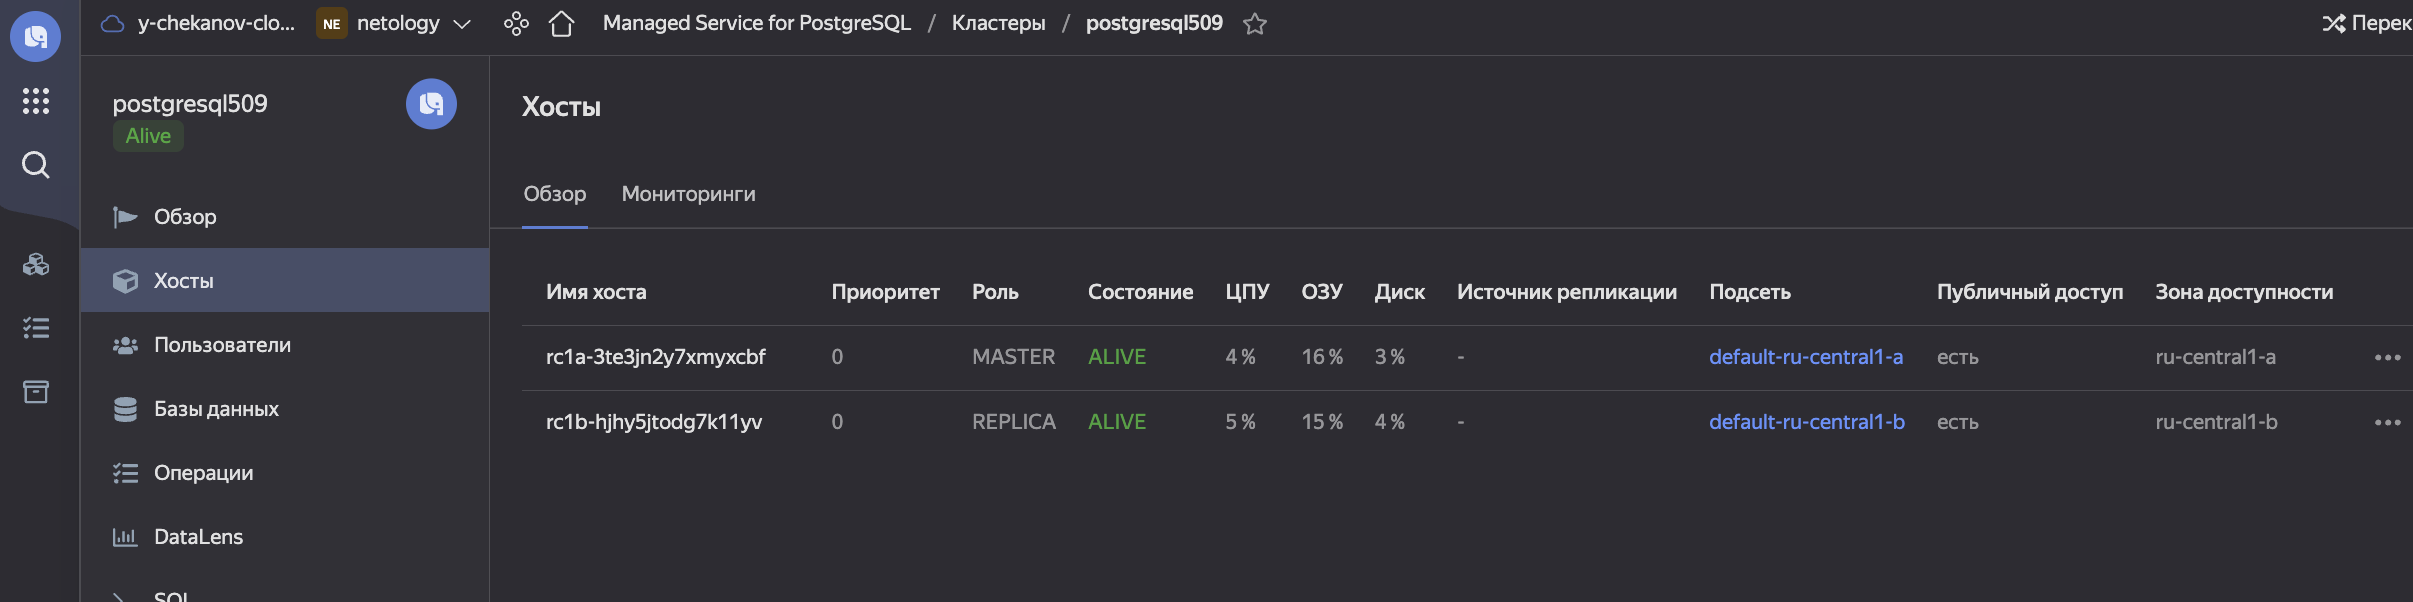 y-chekanov-clo... NE netology Managed Service for PostgreSQL / Кластеры / postgresql509 Перек
postgresql509
Alive
Обзор
Хосты
Пользователи
Базы данных
Операции
DataLens
SQL
Хосты
Обзор Мониторинги
Имя хоста Приоритет Роль Состояние ЦПУ ОЗУ Диск Источник репликации Подсеть Публичный доступ Зона доступности
rc1a-3te3jn2y7xmyxcbf 0 MASTER ALIVE 4 % 16 % 3 % - default-ru-central1-a есть ru-central1-a
rc1b-hjhy5jtodg7k11yv 0 REPLICA ALIVE 5 % 15 % 4 % - default-ru-central1-b есть ru-central1-b